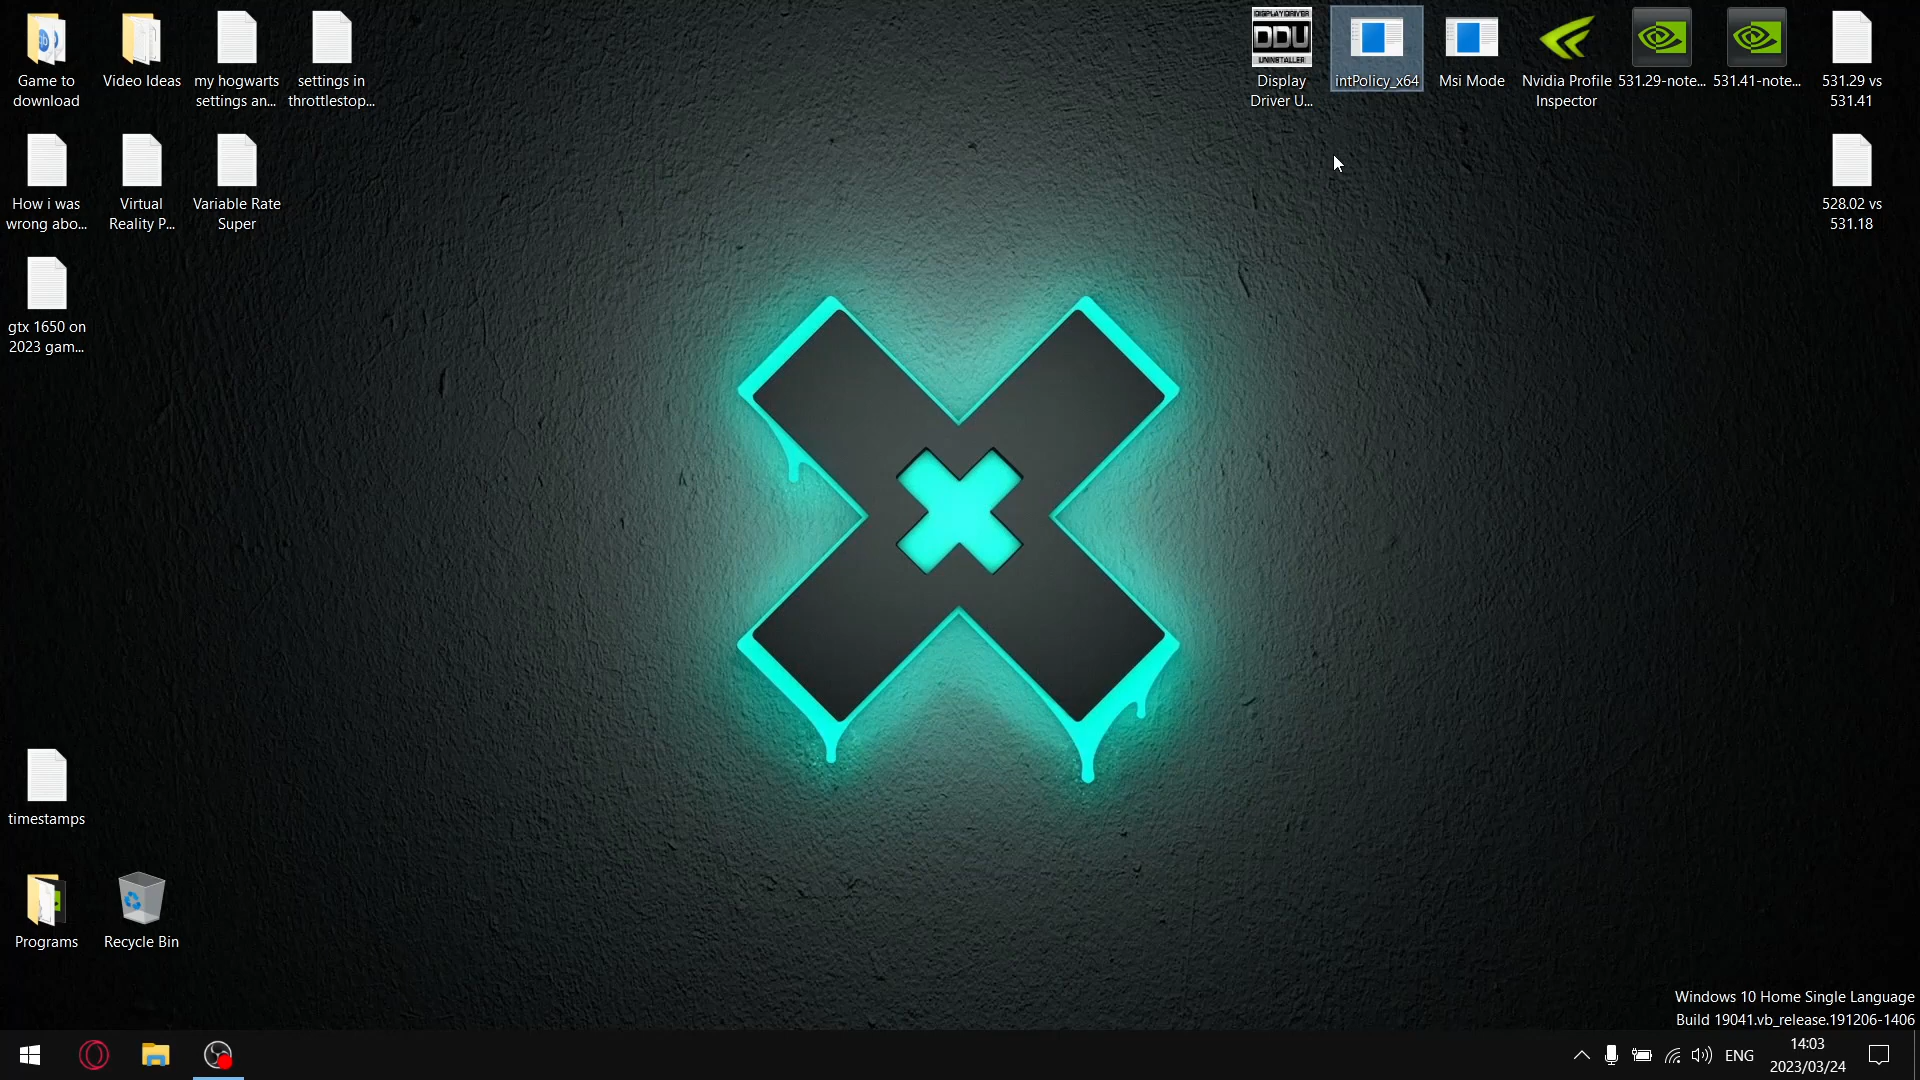 Game to
download
Video Ideas
my hogwarts
settings an...
settings in
throttlestop...
DISPLAY DRIVER
DDU
UNINSTALLER
Display
Driver U...
intPolicy_x64
Msi Mode
Nvidia Profile
Inspector
531.29-note...
531.41-note...
531.29 vs
531.41
How i was
wrong abo...
Virtual
Reality P...
Variable Rate
Super
528.02 vs
531.18
gtx 1650 on
2023 gam...
timestamps
Programs
Recycle Bin
Windows 10 Home Single Language
Build 19041.vb_release.191206-1406
ENG
14:03
2023/03/24